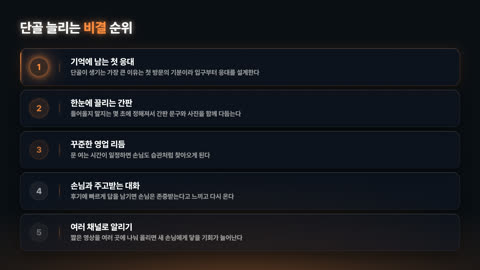 단골 늘리는 비결 순위
1
기억에 남는 첫 응대
단골이 생기는 가장 큰 이유는 첫 방문의 기분이라 입구부터 응대를 설계한다
2
한눈에 끌리는 간판
들어올지 말지는 몇 초에 정해져서 간판 문구와 사진을 함께 다듬는다
3
꾸준한 영업 리듬
문 여는 시간이 일정하면 손님도 습관처럼 찾아오게 된다
4
손님과 주고받는 대화
후기에 빠르게 답을 남기면 손님은 존중받는다고 느끼고 다시 온다
5
여러 채널로 알리기
짧은 영상을 여러 곳에 나눠 올리면 새 손님에게 닿을 기회가 늘어난다